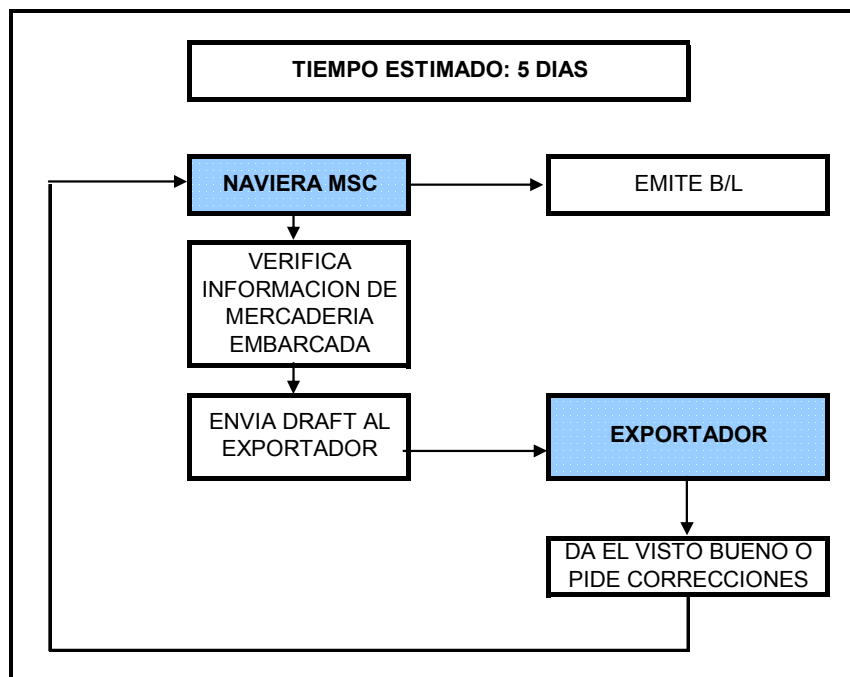 TIEMPO ESTIMADO: 5 DIAS
NAVIERA MSC
EMITE B/L
VERIFICA
INFORMACION DE
MERCADERIA
EMBARCADA
ENVIA DRAFT AL
EXPORTADOR
EXPORTADOR
DA EL VISTO BUENO O
PIDE CORRECCIONES